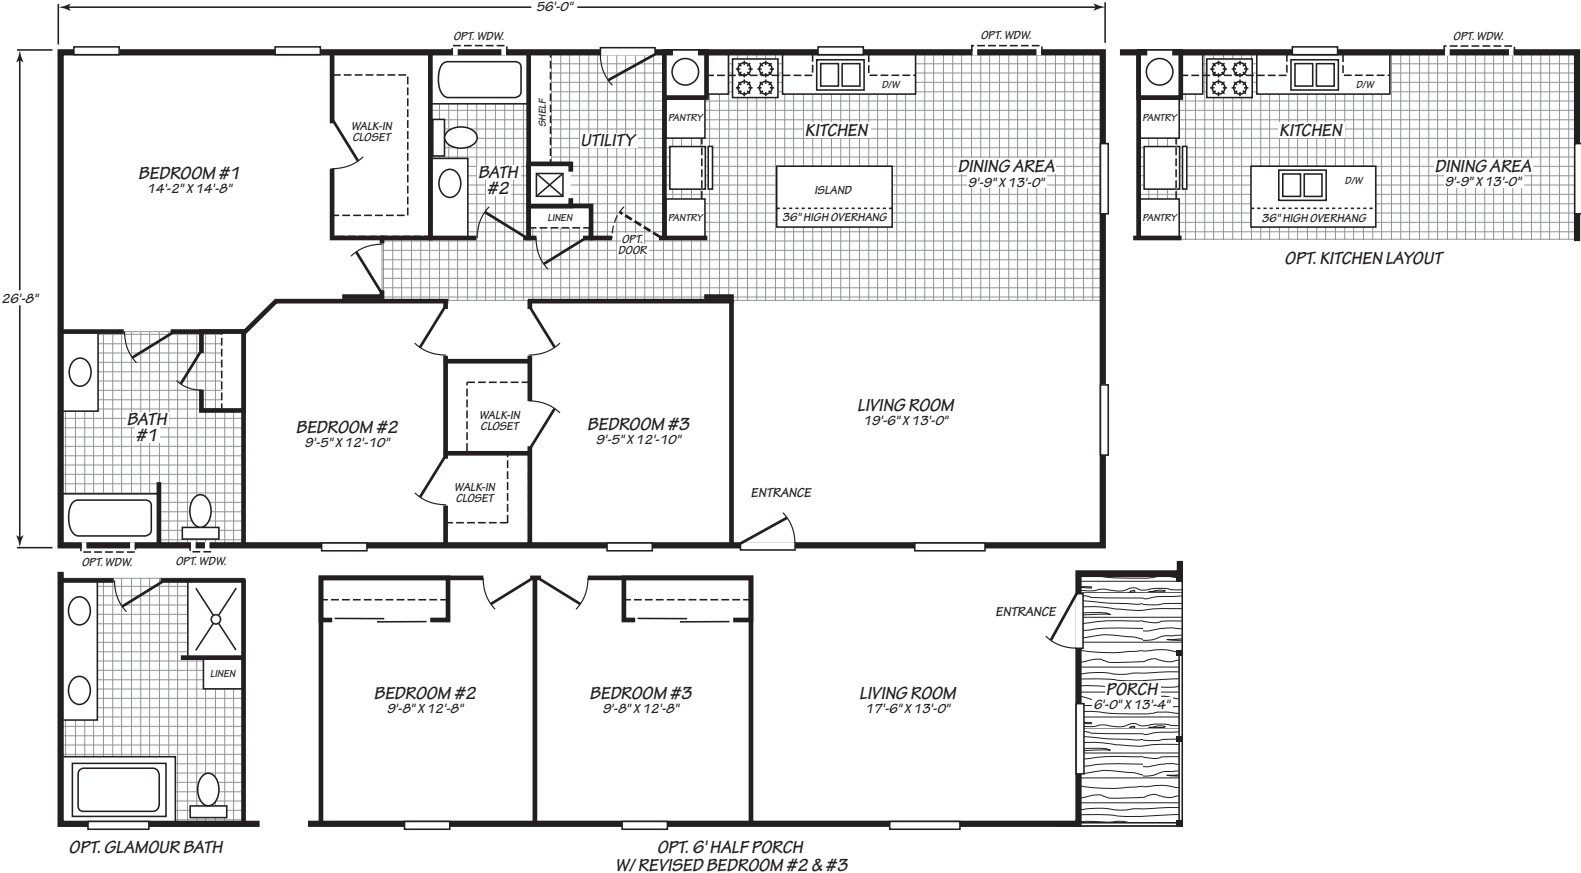 56'-0"
OPT. WDW.
OPT. WDW.
OPT. WDW.
26'-8"
BEDROOM #1
14'-2" X 14'-8"
WALK-IN
CLOSET
BATH
#2
SHELF
UTILITY
LINEN
OPT.
DOOR
PANTRY
PANTRY
D/W
KITCHEN
ISLAND
36" HIGH OVERHANG
DINING AREA
9'-9" X 13'-0"
PANTRY
PANTRY
D/W
KITCHEN
D/W
36" HIGH OVERHANG
DINING AREA
9'-9" X 13'-0"
OPT. KITCHEN LAYOUT
BATH
#1
BEDROOM #2
9'-5" X 12'-10"
WALK-IN
CLOSET
WALK-IN
CLOSET
BEDROOM #3
9'-5" X 12'-10"
LIVING ROOM
19'-6" X 13'-0"
ENTRANCE
OPT. WDW.
OPT. WDW.
LINEN
OPT. GLAMOUR BATH
BEDROOM #2
9'-8" X 12'-8"
BEDROOM #3
9'-8" X 12'-8"
LIVING ROOM
17'-6" X 13'-0"
ENTRANCE
PORCH
6'-0" X 13'-4"
OPT. 6' HALF PORCH
W/ REVISED BEDROOM #2 & #3